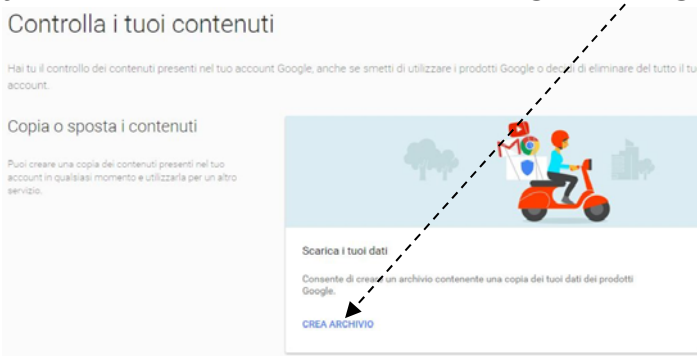 Controlla i tuoi contenuti
Hai tu il controllo dei contenuti presenti nel tuo account Google, anche se smetti di utilizzare i prodotti Google o decidi di eliminare del tutto il tu
account.
Copia o sposta i contenuti
Puoi creare una copia dei contenuti presenti nel tuo
account in qualsiasi momento e utilizzarla per un altro
servizio.
Scarica i tuoi dati
Consente di creare un archivio contenente una copia dei tuoi dati dei prodotti
Google.
CREA ARCHIVIO